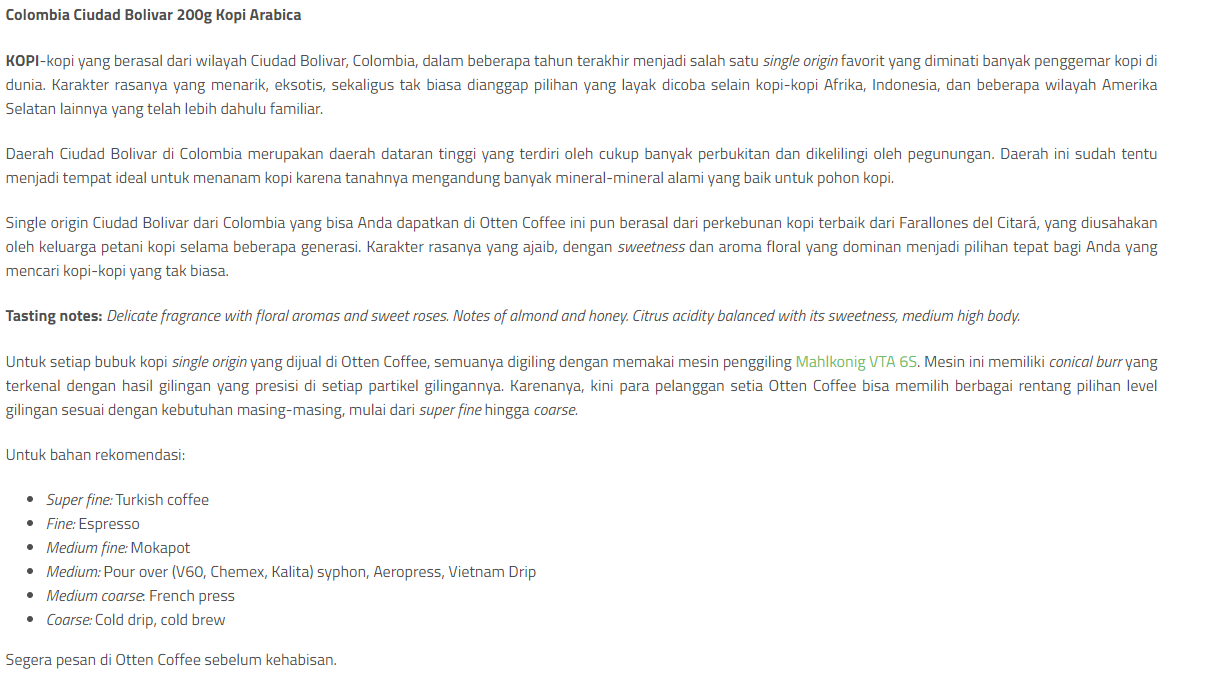 Colombia Ciudad Bolivar 200g Kopi Arabica
KOPI-kopi yang berasal dari wilayah Ciudad Bolivar, Colombia, dalam beberapa tahun terakhir menjadi salah satu single origin favorit yang diminati banyak penggemar kopi di
dunia. Karakter rasanya yang menarik, eksotis, sekaligus tak biasa dianggap pilihan yang layak dicoba selain kopi-kopi Afrika, Indonesia, dan beberapa wilayah Amerika
Selatan lainnya yang telah lebih dahulu familiar.
Daerah Ciudad Bolivar di Colombia merupakan daerah dataran tinggi yang terdiri oleh cukup banyak perbukitan dan dikelilingi oleh pegunungan. Daerah ini sudah tentu
menjadi tempat ideal untuk menanam kopi karena tanahnya mengandung banyak mineral-mineral alami yang baik untuk pohon kopi.
Single origin Ciudad Bolivar dari Colombia yang bisa Anda dapatkan di Otten Coffee ini pun berasal dari perkebunan kopi terbaik dari Farallones del Citará, yang diusahakan
oleh keluarga petani kopi selama beberapa generasi. Karakter rasanya yang ajaib, dengan sweetness dan aroma floral yang dominan menjadi pilihan tepat bagi Anda yang
mencari kopi-kopi yang tak biasa.
Tasting notes: Delicate fragrance with floral aromas and sweet roses. Notes of almond and honey. Citrus acidity balanced with its sweetness, medium high body.
Untuk setiap bubuk kopi single origin yang dijual di Otten Coffee, semuanya digiling dengan memakai mesin penggiling Mahlkonig VTA 6S. Mesin ini memiliki conical burr yang
terkenal dengan hasil gilingan yang presisi di setiap partikel gilingannya. Karenanya, kini para pelanggan setia Otten Coffee bisa memilih berbagai rentang pilihan level
gilingan sesuai dengan kebutuhan masing-masing, mulai dari super fine hingga coarse.
Untuk bahan rekomendasi:
• Super fine: Turkish coffee
• Fine: Espresso
• Medium fine: Mokapot
• Medium: Pour over (V60, Chemex, Kalita) syphon, Aeropress, Vietnam Drip
• Medium coarse: French press
• Coarse: Cold drip, cold brew
Segera pesan di Otten Coffee sebelum kehabisan.